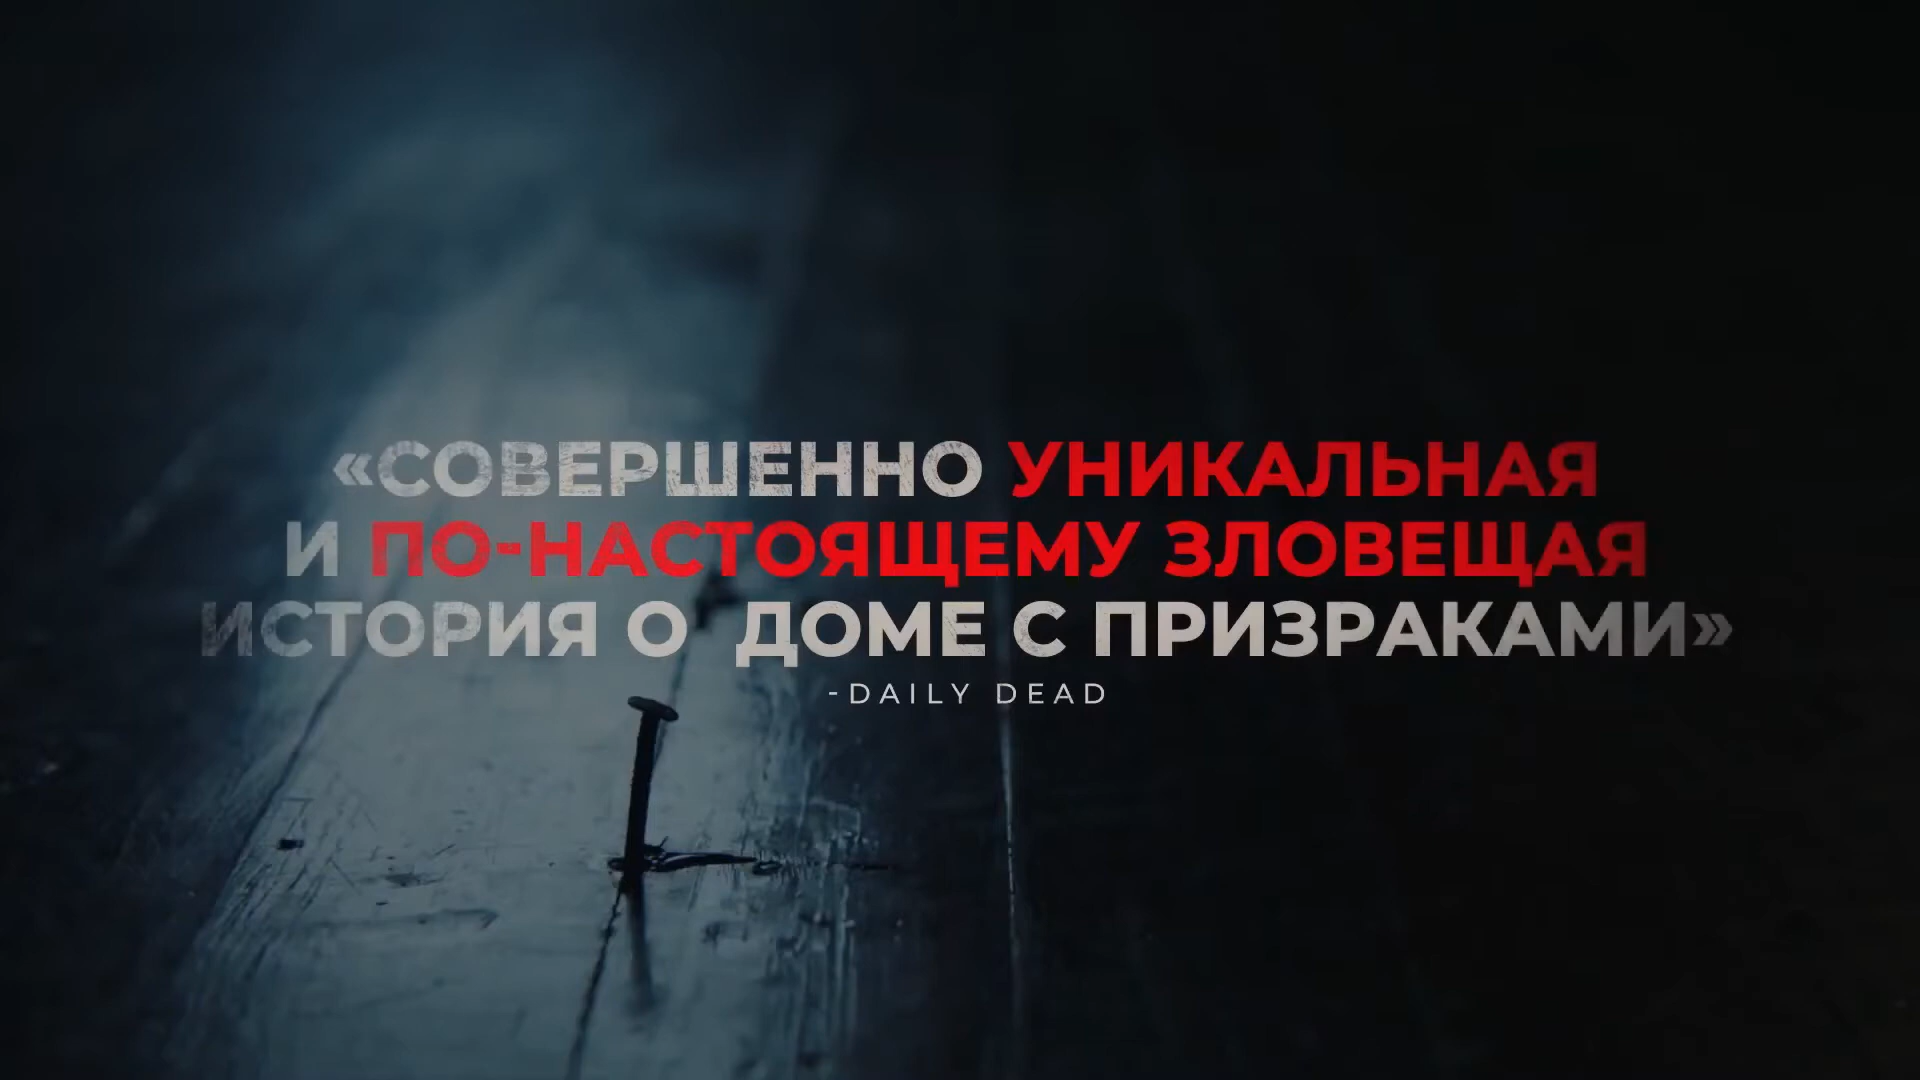 «СОВЕРШЕННО УНИКАЛЬНАЯ
И ПО-НАСТОЯЩЕМУ ЗЛОВЕЩАЯ
ИСТОРИЯ О ДОМЕ С ПРИЗРАКАМИ»
-DAILY DEAD